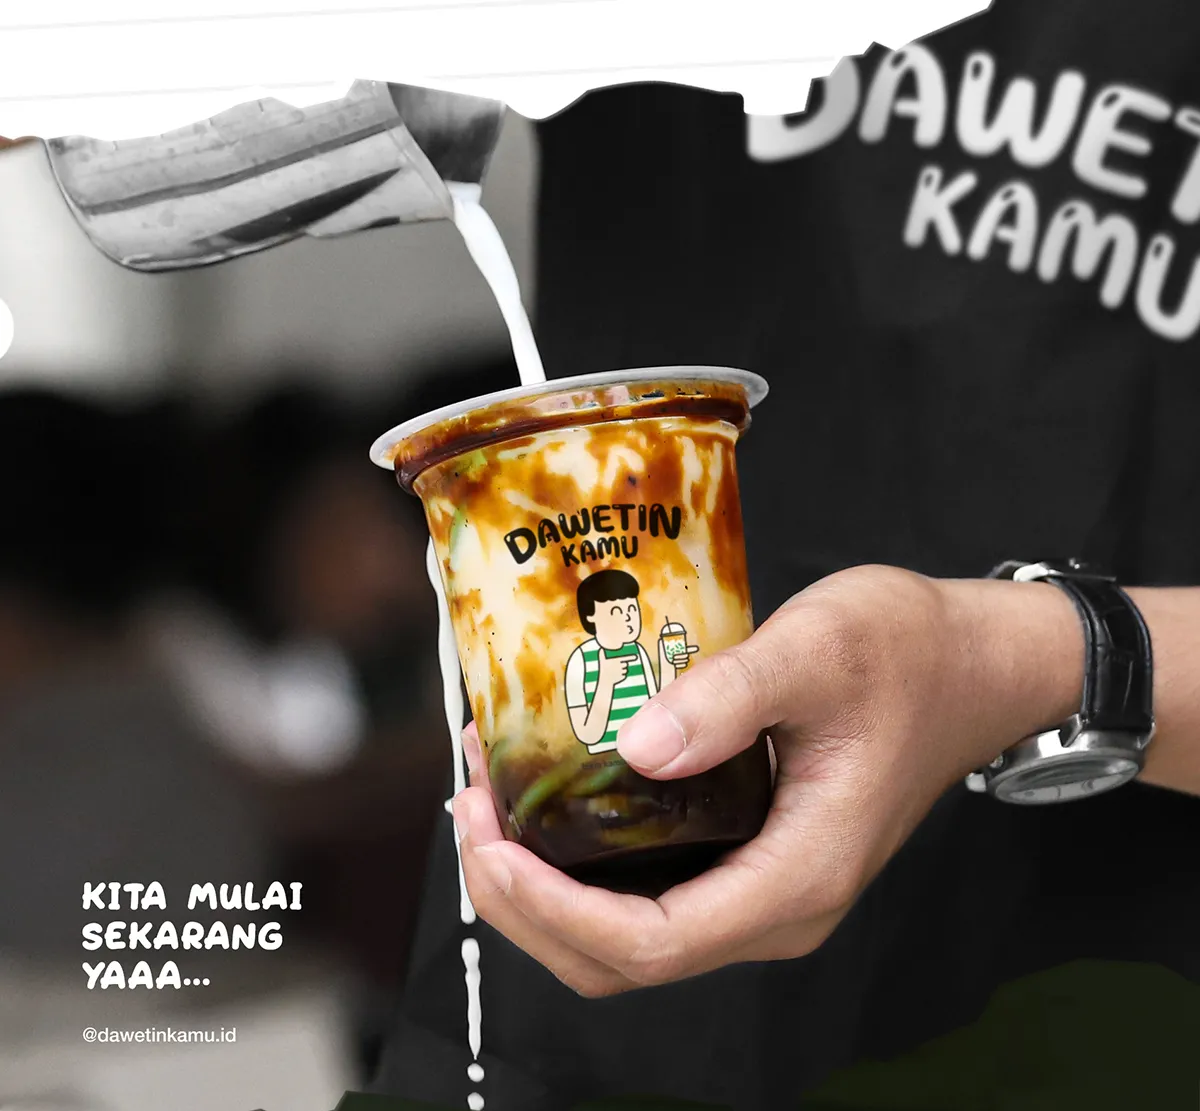 DAWET
KAMU
DAWETIN
KAMU
KITA MULAI
SEKARANG
YAAA...
@dawetinkamu.id